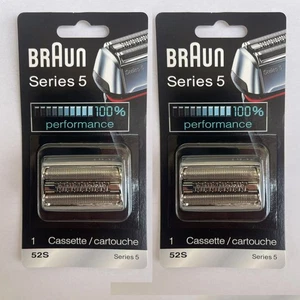 BRAUN
Series 5
100%
performance
1 Cassette / cartouche
52S Series 5
BRAUN
Series 5
100%
performance
1 Cassette / cartouche
52S Series 5